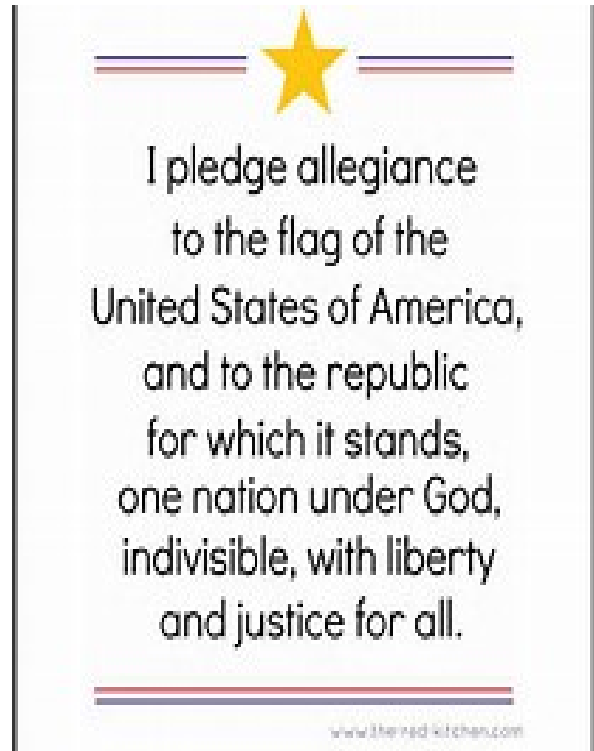 I pledge allegiance
to the flag of the
United States of America,
and to the republic
for which it stands,
one nation under God,
indivisible, with liberty
and justice for all.